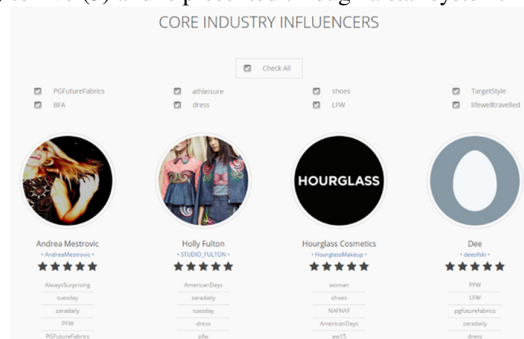 CORE INDUSTRY INFLUENCERS
Check All
PGFutureFabrics athleisure shoes TargetStyle
BFA dress LFW lifewelltravelled
HOURGLASS
Andrea Mestrovic Holly Fulton Hourglass Cosmetics Dee
• AndreaMestrovic • • STUDIO_FULTON • • HourglassMakeup • • deeofski •
AlwaysSurprising AmericanDays woman PFW
tuesday zaradaily shoes LFW
zaradaily tuesday NAFNAF pgfuturefabrics
PFW dress AmericanDays zaradaily
PGFutureFabrics pfw aw15 dress